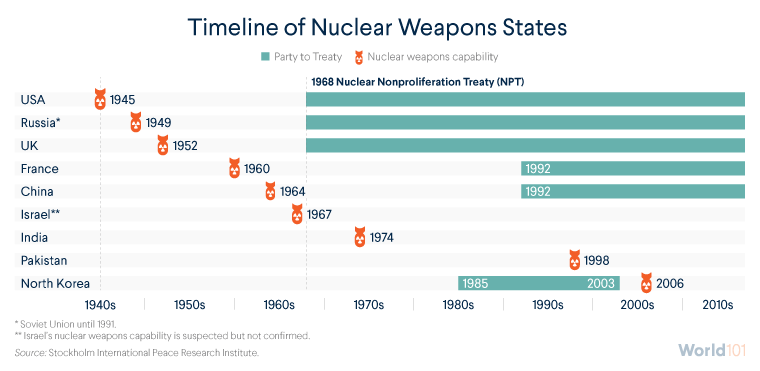 Timeline of Nuclear Weapons States
Party to Treaty Nuclear weapons capability
1968 Nuclear Nonproliferation Treaty (NPT)
USA 1945
Russia* 1949
UK 1952
France 1960 1992
China 1964 1992
Israel** 1967
India 1974
Pakistan 1998
North Korea 1985 2003 2006
1940s 1950s 1960s 1970s 1980s 1990s 2000s 2010s
* Soviet Union until 1991.
** Israel's nuclear weapons capability is suspected but not confirmed.
Source: Stockholm International Peace Research Institute.
World101